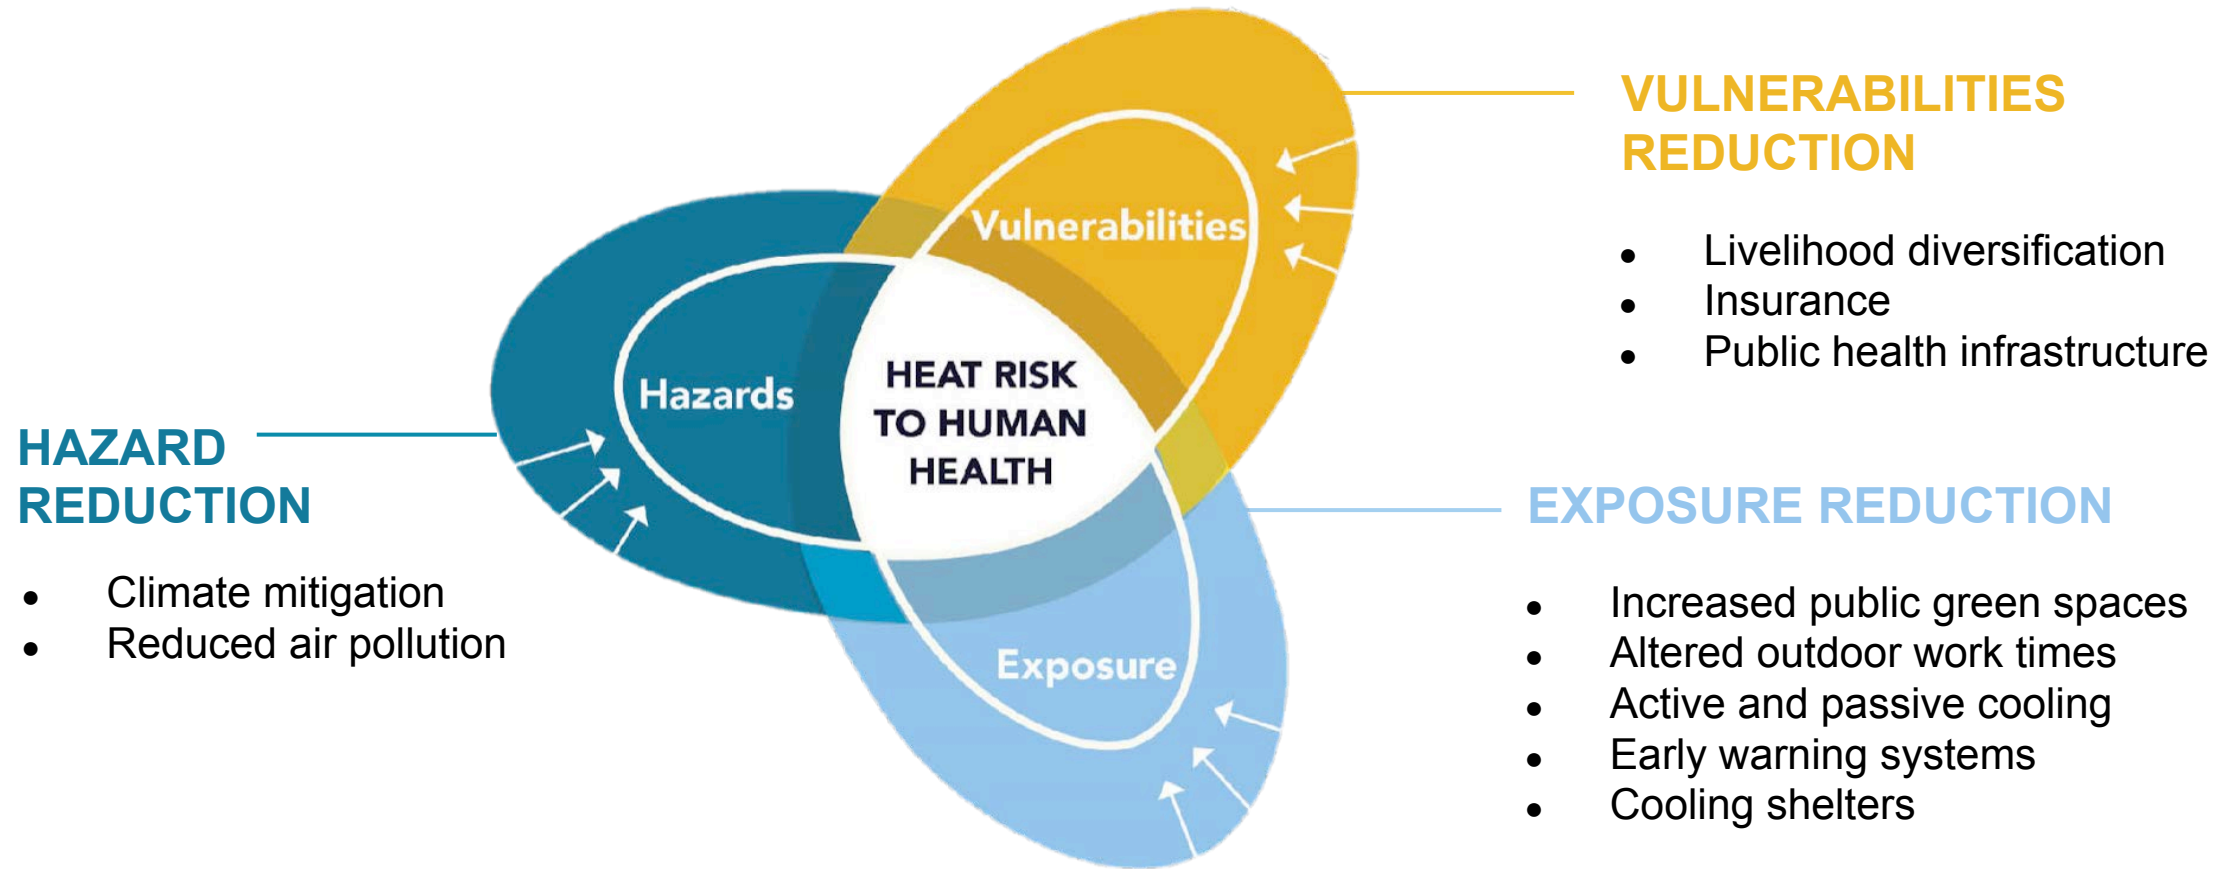 VULNERABILITIES
REDUCTION
● Livelihood diversification
● Insurance
● Public health infrastructure
Vulnerabilities
Hazards
HEAT RISK
TO HUMAN
HEALTH
Exposure
HAZARD
REDUCTION
● Climate mitigation
● Reduced air pollution
EXPOSURE REDUCTION
● Increased public green spaces
● Altered outdoor work times
● Active and passive cooling
● Early warning systems
● Cooling shelters